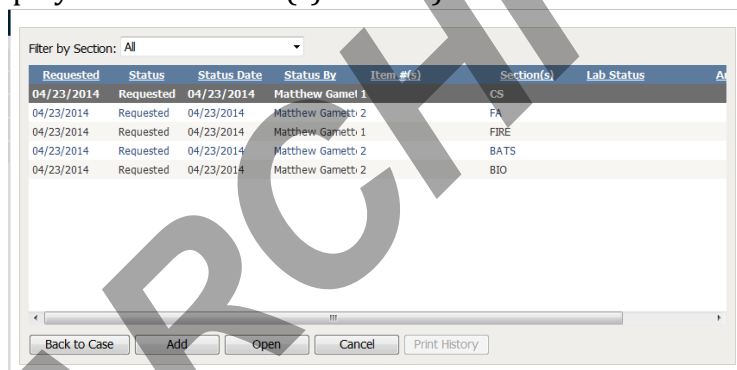 Filter by Section: All
Requested Status Status Date Status By Item #(s) Section(s) Lab Status
04/23/2014 Requested 04/23/2014 Matthew Gamet 1 CS
04/23/2014 Requested 04/23/2014 Matthew Gamett 2 FA
04/23/2014 Requested 04/23/2014 Matthew Gamett 1 FIRE
04/23/2014 Requested 04/23/2014 Matthew Gamett 2 BATS
04/23/2014 Requested 04/23/2014 Matthew Gamett 2 BIO
Back to Case Add Open Cancel Print History